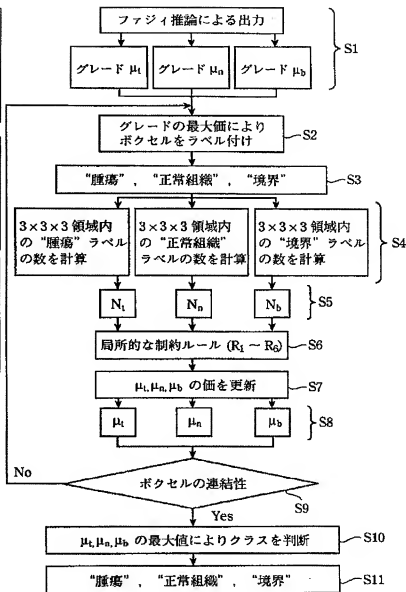 ファジィ推論による出力
S1
グレード μt
グレード μn
グレード μb
グレードの最大価により
ボクセルをラベル付け
S2
“腫瘍”, “正常組織”, “境界”
S3
3×3×3 領域内
の “腫瘍” ラベル
の数を計算
3×3×3 領域内
の “正常組織”
ラベルの数を計算
3×3×3 領域内
の “境界” ラベル
の数を計算
S4
Nt
Nn
Nb
S5
局所的な制約ルール (R1 ~ R6)
S6
μt,μn,μb の価を更新
S7
μt
μn
μb
S8
No
ボクセルの連結性
S9
Yes
μt,μn,μb の最大値によりクラスを判断
S10
“腫瘍”, “正常組織”, “境界”
S11